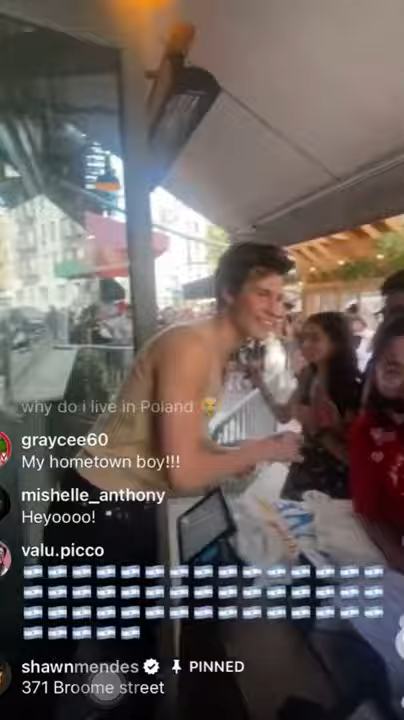 why do i live in Poland 😭
graycee60
My hometown boy!!!
mishelle_anthony
Heyoooo!
valu.picco
🇦🇷🇦🇷🇦🇷🇦🇷🇦🇷🇦🇷🇦🇷🇦🇷🇦🇷🇦🇷🇦🇷🇦🇷🇦🇷🇦🇷🇦🇷
🇦🇷🇦🇷🇦🇷🇦🇷🇦🇷🇦🇷🇦🇷🇦🇷🇦🇷🇦🇷🇦🇷🇦🇷🇦🇷🇦🇷🇦🇷
🇦🇷🇦🇷🇦🇷🇦🇷🇦🇷🇦🇷🇦🇷🇦🇷🇦🇷🇦🇷🇦🇷🇦🇷🇦🇷🇦🇷🇦🇷
🇦🇷🇦🇷🇦🇷🇦🇷🇦🇷
shawnmendes PINNED
371 Broome street